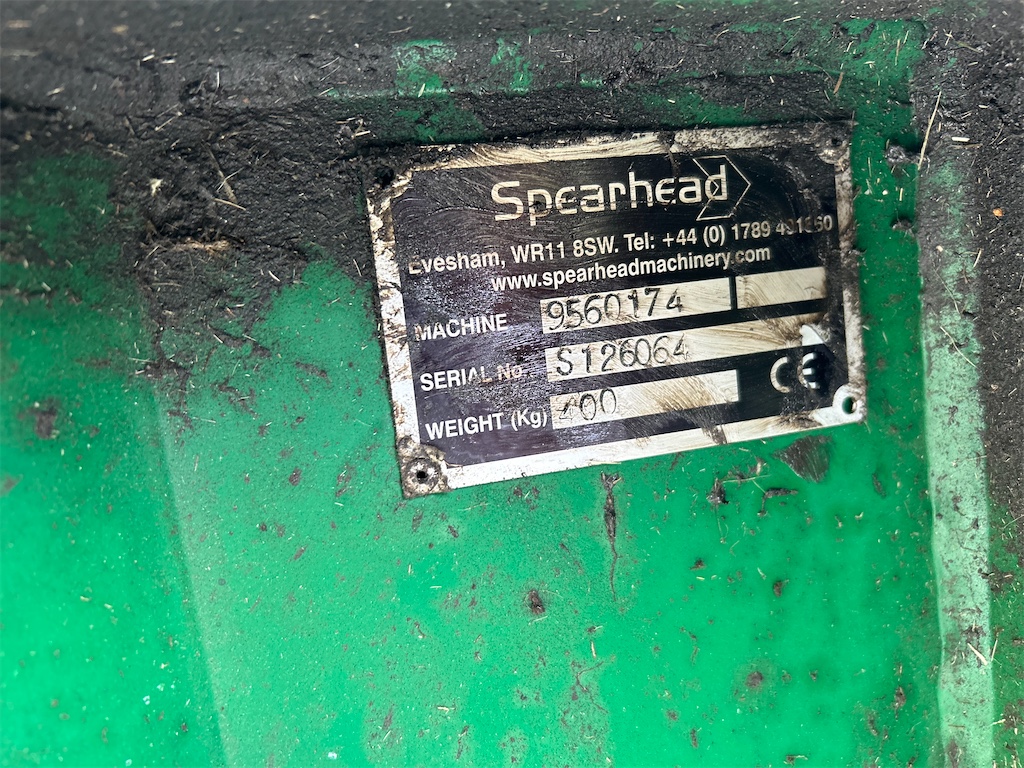 Spearhead
Evesham, WR11 8SW. Tel: +44 (0) 1789
www.spearheadmachinery.com
MACHINE 9560174
SERIAL No. S126064
WEIGHT (Kg) 400
CE